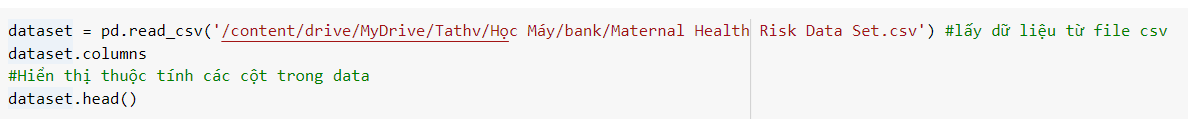 dataset = pd.read_csv('/content/drive/MyDrive/Tathv/Học Máy/bank/Maternal Health Risk Data Set.csv') #lấy dữ liệu từ file csv
dataset.columns
#Hiển thị thuộc tính các cột trong data
dataset.head()